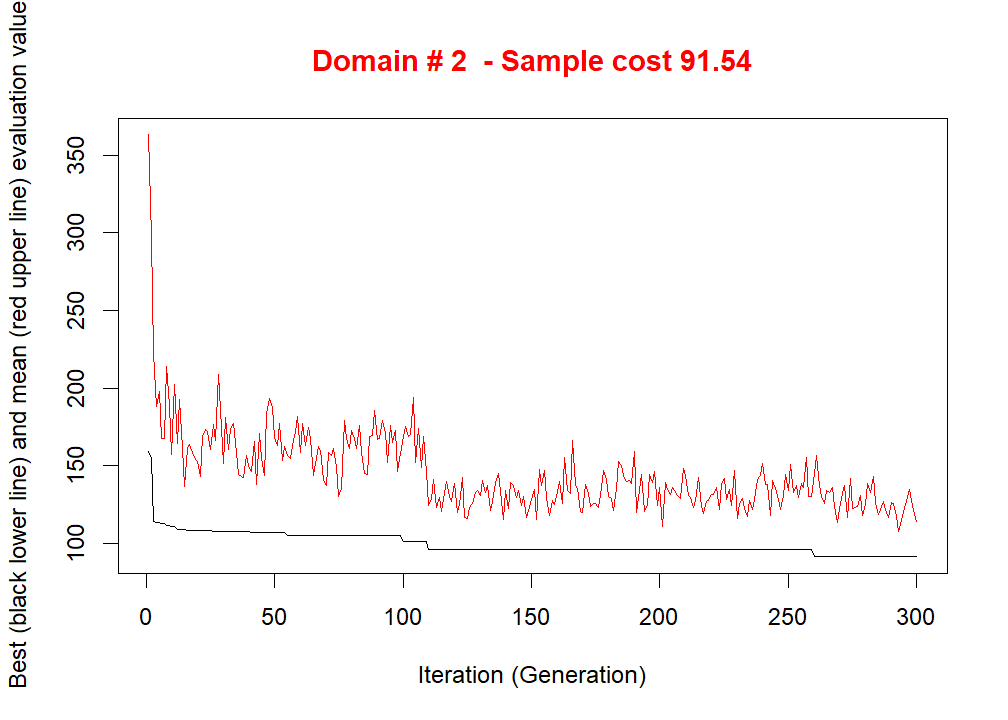 Domain # 2  - Sample cost 91.54
Best (black lower line) and mean (red upper line) evaluation value
350
300
250
200
150
100
0 50 100 150 200 250 300
Iteration (Generation)